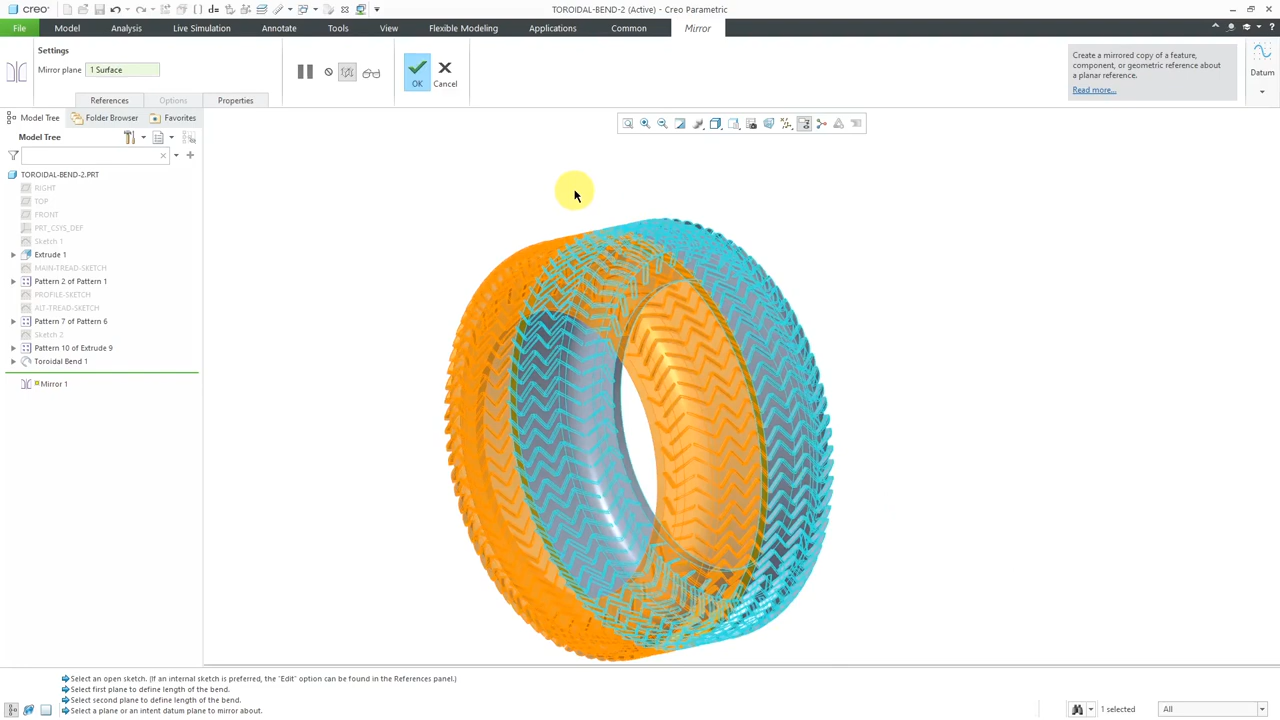 creo
TOROIDAL-BEND-2 (Active) - Creo Parametric
File Model Analysis Live Simulation Annotate Tools View Flexible Modeling Applications Common Mirror
Settings
Mirror plane 1 Surface
OK Cancel
References Options Properties
Create a mirrored copy of a feature,
component, or geometric reference about
a planar reference.
Read more...
Datum
Model Tree Folder Browser Favorites
Model Tree
TOROIDAL-BEND-2.PRT
RIGHT
TOP
FRONT
PRT_CSYS_DEF
Sketch 1
Extrude 1
MAIN-TREAD-SKETCH
Pattern 2 of Pattern 1
PROFILE-SKETCH
ALT-TREAD-SKETCH
Pattern 7 of Pattern 6
Sketch 2
Pattern 10 of Extrude 9
Toroidal Bend 1
Mirror 1
Select an open sketch. (If an internal sketch is preferred, the 'Edit' option can be found in the References panel.)
Select first plane to define length of the bend.
Select second plane to define length of the bend.
Select a plane or an intent datum plane to mirror about.
1 selected All